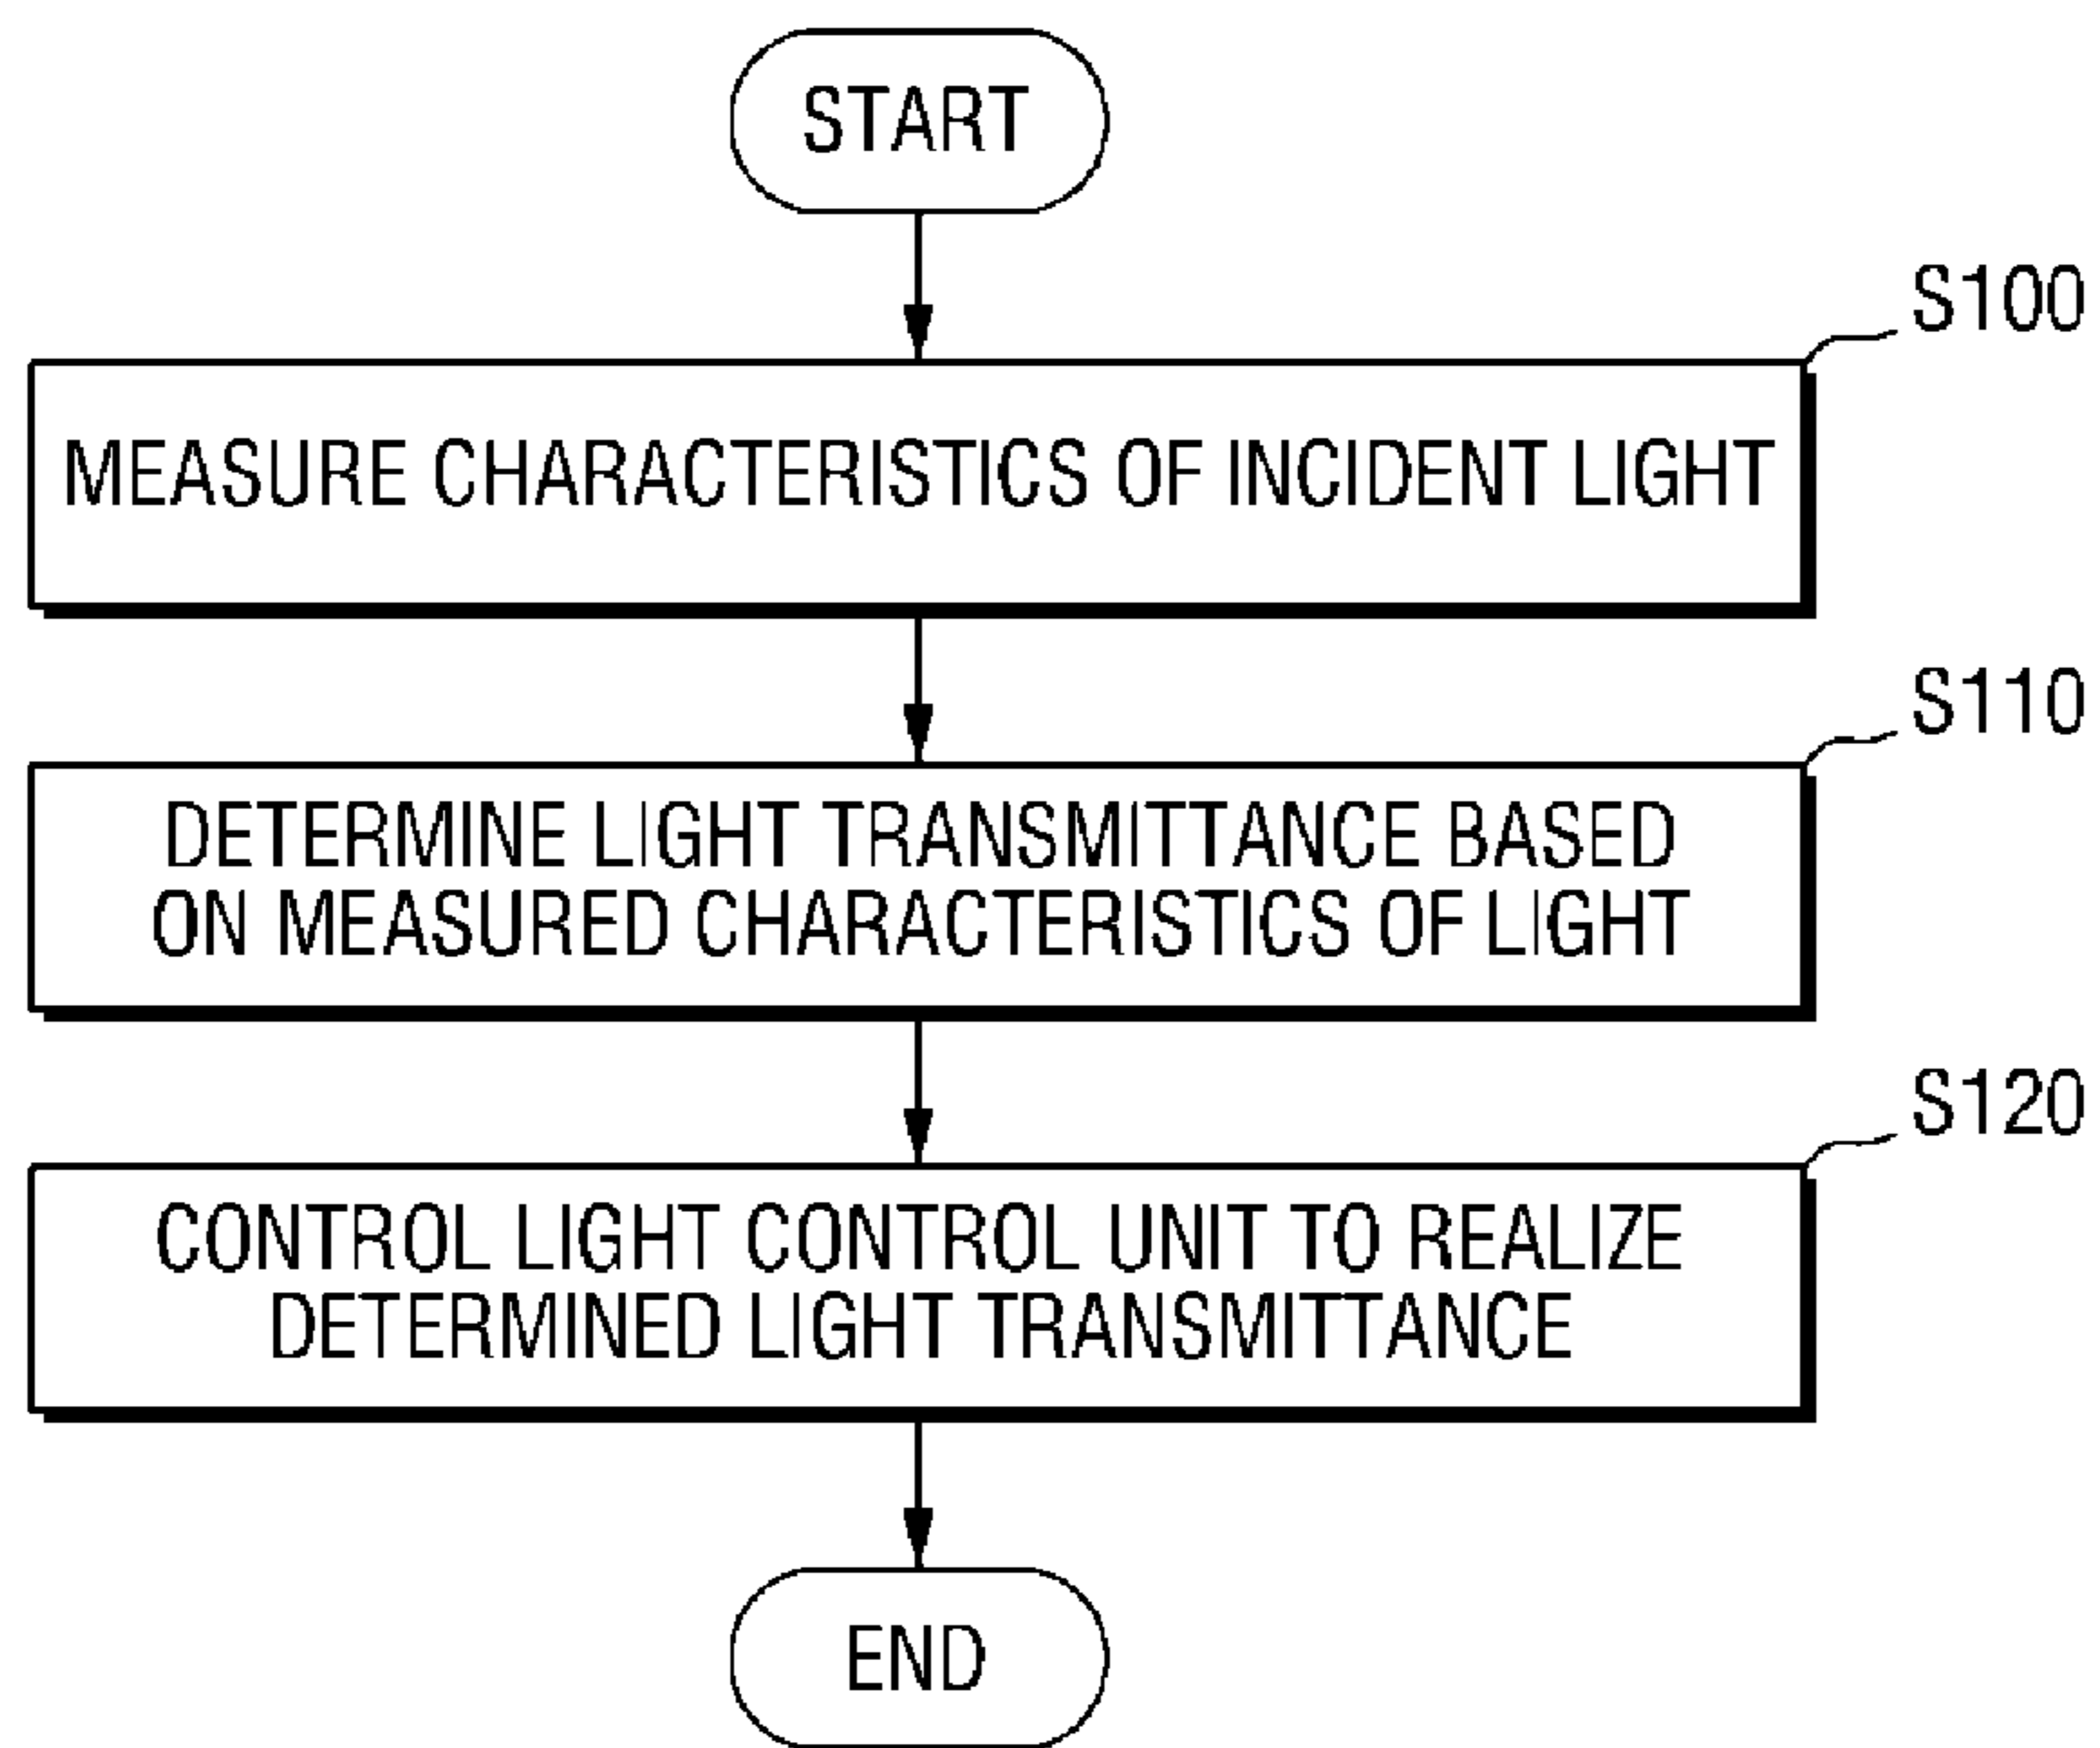 START
S100
MEASURE CHARACTERISTICS OF INCIDENT LIGHT
S110
DETERMINE LIGHT TRANSMITTANCE BASED
ON MEASURED CHARACTERISTICS OF LIGHT
S120
CONTROL LIGHT CONTROL UNIT TO REALIZE
DETERMINED LIGHT TRANSMITTANCE
END